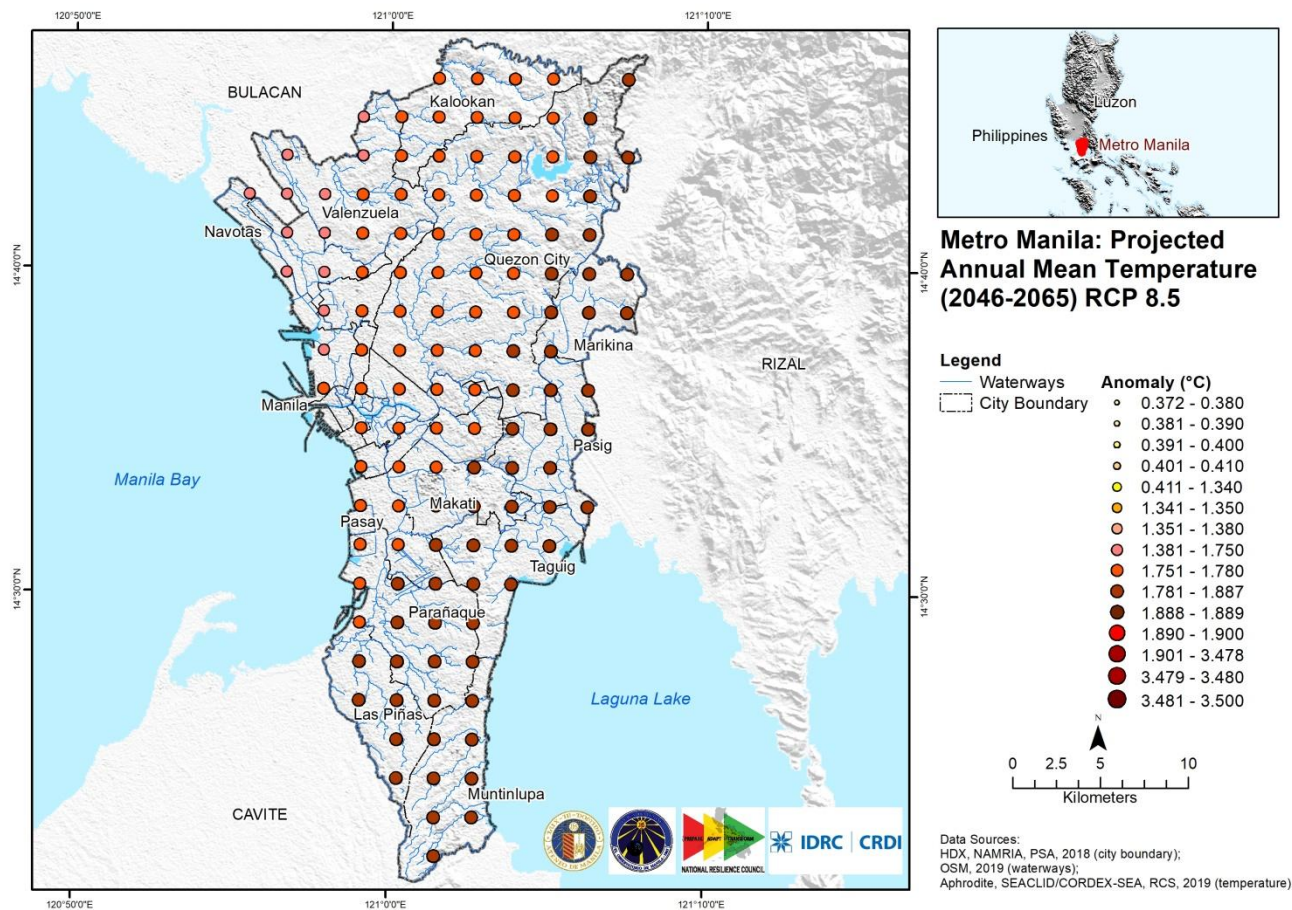 120°50'0"E
121°0'0"E
121°10'0"E
BULACAN
Kalookan
Valenzuela
Navotas
Quezon City
14°40'0"N
14°40'0"N
Marikina
RIZAL
Manila
Pasig
Manila Bay
Makati
Pasay
Taguig
14°30'0"N
14°30'0"N
Parañaque
Laguna Lake
Las Piñas
Muntinlupa
CAVITE
NATIONAL RESILIENCE COUNCIL
IDRC | CRDI
120°50'0"E
121°0'0"E
121°10'0"E
Luzon
Philippines
Metro Manila
Metro Manila: Projected
Annual Mean Temperature
(2046-2065) RCP 8.5
Legend
Waterways
City Boundary
Anomaly (°C)
0.372 - 0.380
0.381 - 0.390
0.391 - 0.400
0.401 - 0.410
0.411 - 1.340
1.341 - 1.350
1.351 - 1.380
1.381 - 1.750
1.751 - 1.780
1.781 - 1.887
1.888 - 1.889
1.890 - 1.900
1.901 - 3.478
3.479 - 3.480
3.481 - 3.500
N
0 2.5 5 10
Kilometers
Data Sources:
HDX, NAMRIA, PSA, 2018 (city boundary);
OSM, 2019 (waterways);
Aphrodite, SEACLID/CORDEX-SEA, RCS, 2019 (temperature)